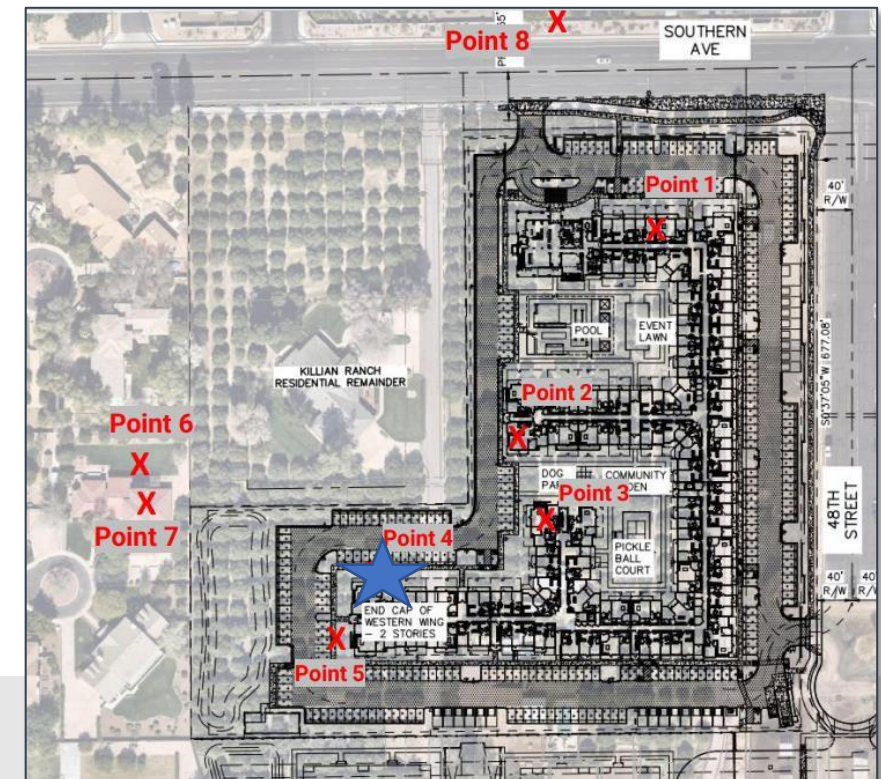 Point 8
SOUTHERN
AVE
Point 1
40'
R/W
POOL
EVENT
LAWN
KILLIAN RANCH
RESIDENTIAL REMAINDER
S0°37'05"W 677.08'
Point 2
Point 6
DOG
COMMUNITY
Point 3
Point 7
48TH
STREET
Point 4
PICKLE
BALL
COURT
40'
R/W
40'
R/W
END CAP OF
WESTERN WING
- 2 STORIES
Point 5